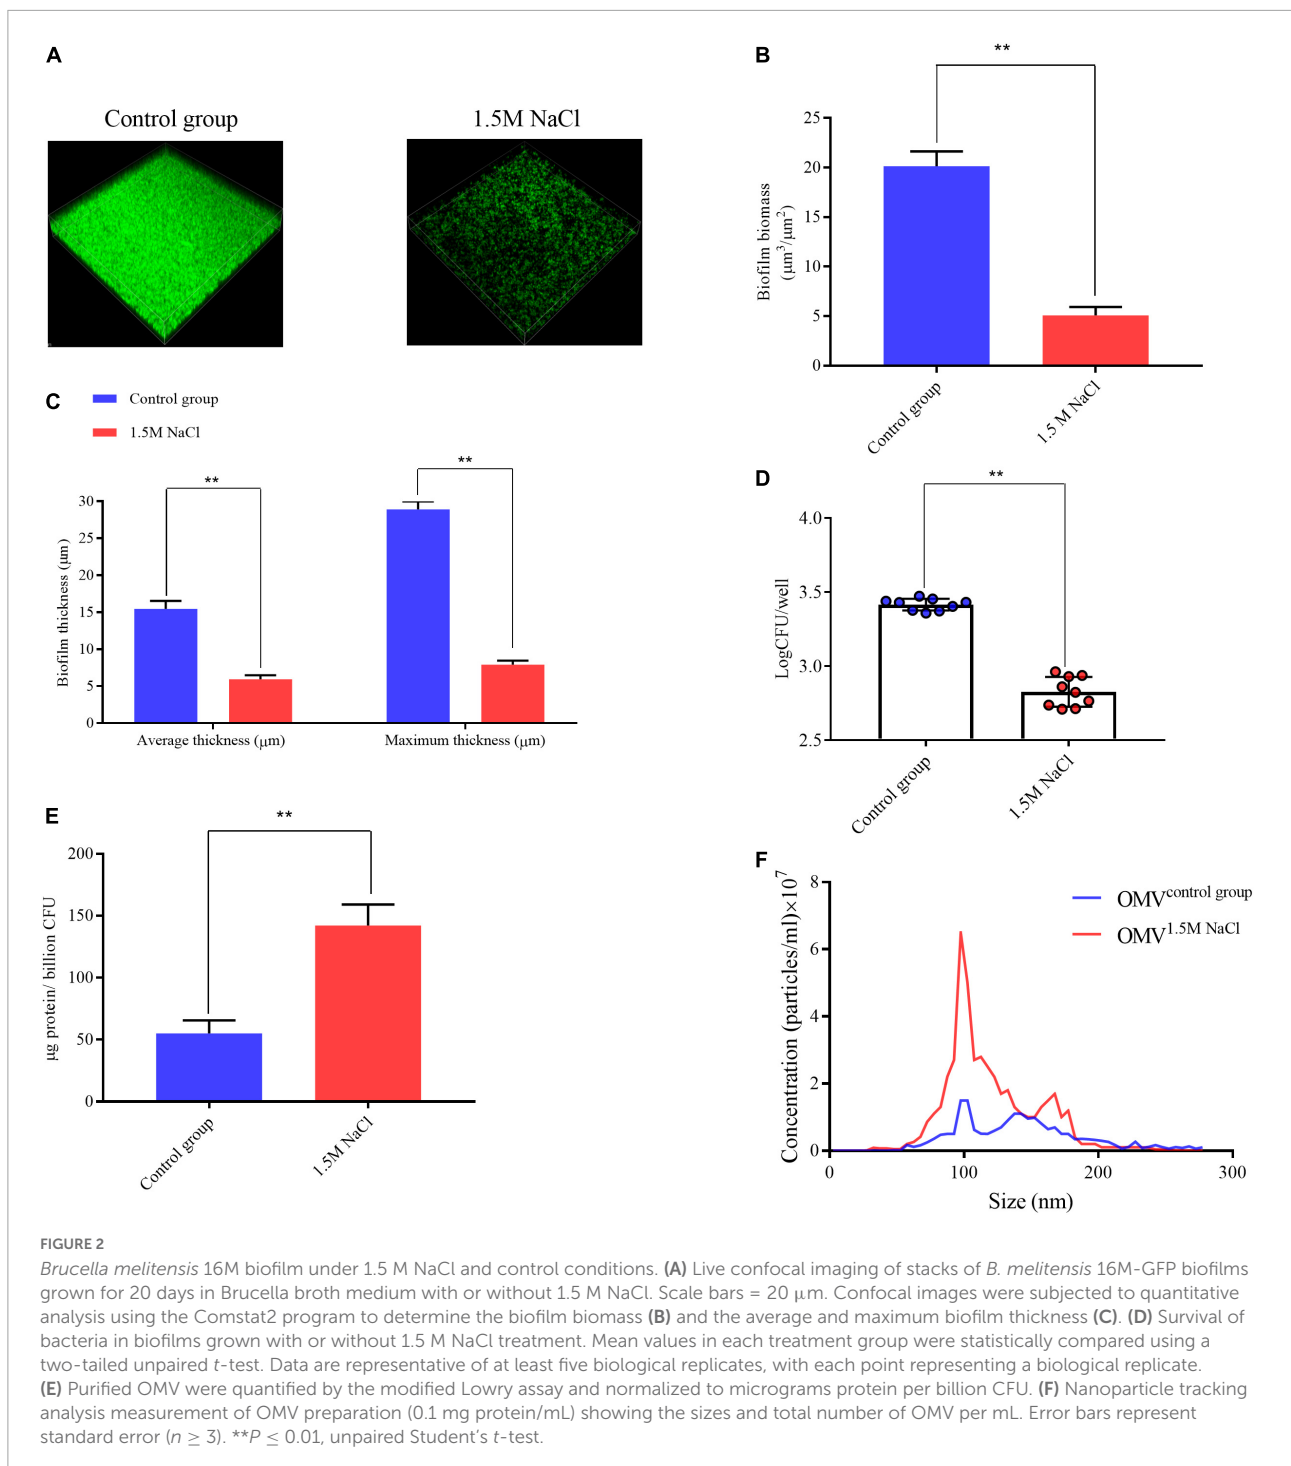 A
Control group
1.5M NaCl
B
**
Biofilm biomass
(μm³/μm²)
25
20
15
10
5
0
Control group
1.5 M NaCl
C
Control group
1.5M NaCl
**
**
Biofilm thickness (μm)
30
25
20
15
10
5
0
Average thickness (μm)
Maximum thickness (μm)
D
**
LogCFU/well
4.0
3.5
3.0
2.5
Control group
1.5M NaCl
E
**
μg protein/ billion CFU
200
150
100
50
0
Control group
1.5M NaCl
F
Concentration (particles/ml)×10⁷
8
6
4
2
0
OMV^control group
OMV^1.5M NaCl
0
100
200
300
Size (nm)
FIGURE 2
Brucella melitensis 16M biofilm under 1.5 M NaCl and control conditions. (A) Live confocal imaging of stacks of B. melitensis 16M-GFP biofilms
grown for 20 days in Brucella broth medium with or without 1.5 M NaCl. Scale bars = 20 μm. Confocal images were subjected to quantitative
analysis using the Comstat2 program to determine the biofilm biomass (B) and the average and maximum biofilm thickness (C). (D) Survival of
bacteria in biofilms grown with or without 1.5 M NaCl treatment. Mean values in each treatment group were statistically compared using a
two-tailed unpaired t-test. Data are representative of at least five biological replicates, with each point representing a biological replicate.
(E) Purified OMV were quantified by the modified Lowry assay and normalized to micrograms protein per billion CFU. (F) Nanoparticle tracking
analysis measurement of OMV preparation (0.1 mg protein/mL) showing the sizes and total number of OMV per mL. Error bars represent
standard error (n ≥ 3). **P ≤ 0.01, unpaired Student's t-test.